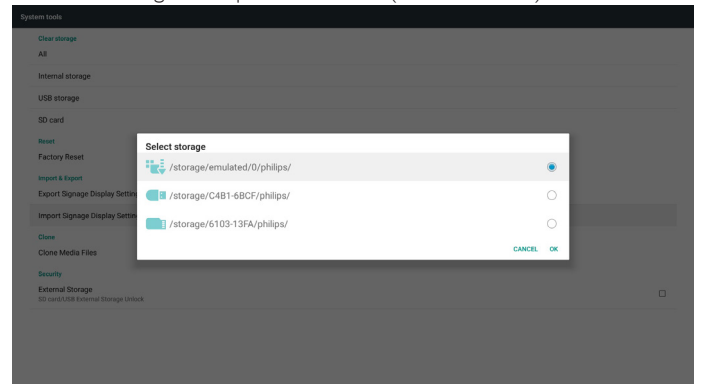 System tools
Clear storage
All
Internal storage
USB storage
SD card
Reset
Factory Reset
Import & Export
Export Signage Display Setting
Import Signage Display Setting
Clone
Clone Media Files
Security
External Storage
SD card/USB External Storage Unlock
Select storage
/storage/emulated/0/philips/
/storage/C4B1-6BCF/philips/
/storage/6103-13FA/philips/
CANCEL OK